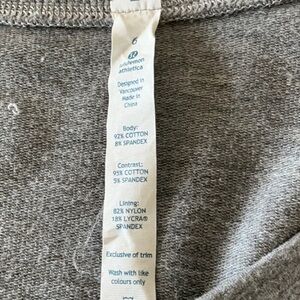 6
lululemon
athletica
Designed in
Vancouver
Made in
China
Body:
92% COTTON
8% SPANDEX
Contrast:
95% COTTON
5% SPANDEX
Lining:
82% NYLON
18% LYCRA®
SPANDEX
Exclusive of trim
Wash with like
colours only